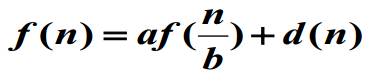 f(n) = af(n/b) + d(n)